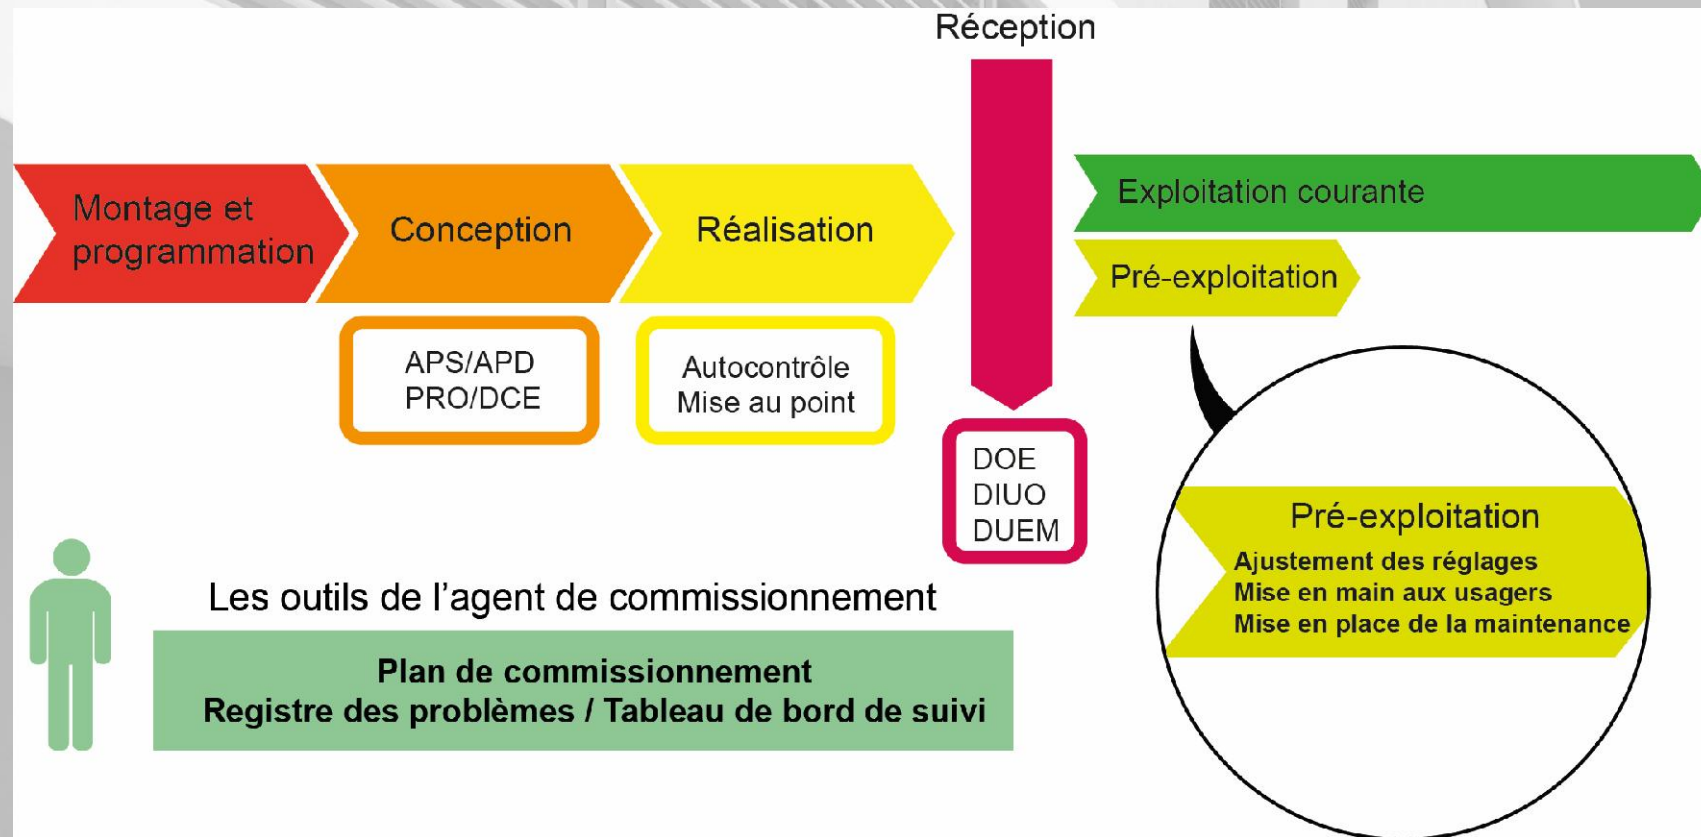 Réception
Montage et
programmation
Conception
Réalisation
Exploitation courante
Pré-exploitation
APS/APD
PRO/DCE
Autocontrôle
Mise au point
DOE
DIUO
DUEM
Pré-exploitation
Ajustement des réglages
Mise en main aux usagers
Mise en place de la maintenance
Les outils de l'agent de commissionnement
Plan de commissionnement
Registre des problèmes / Tableau de bord de suivi